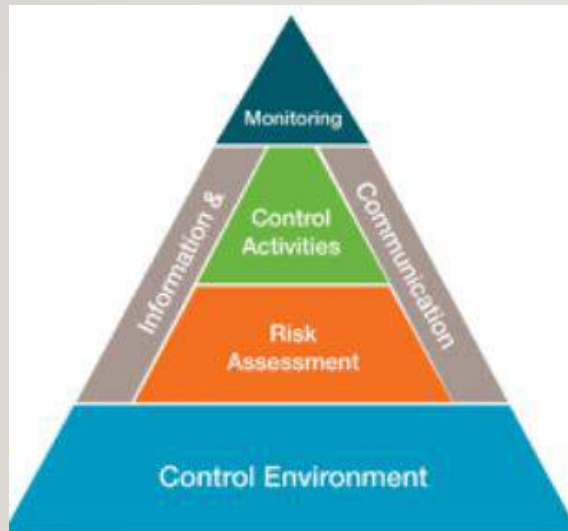 Monitoring
Information &
Control
Activities
Communication
Risk
Assessment
Control Environment